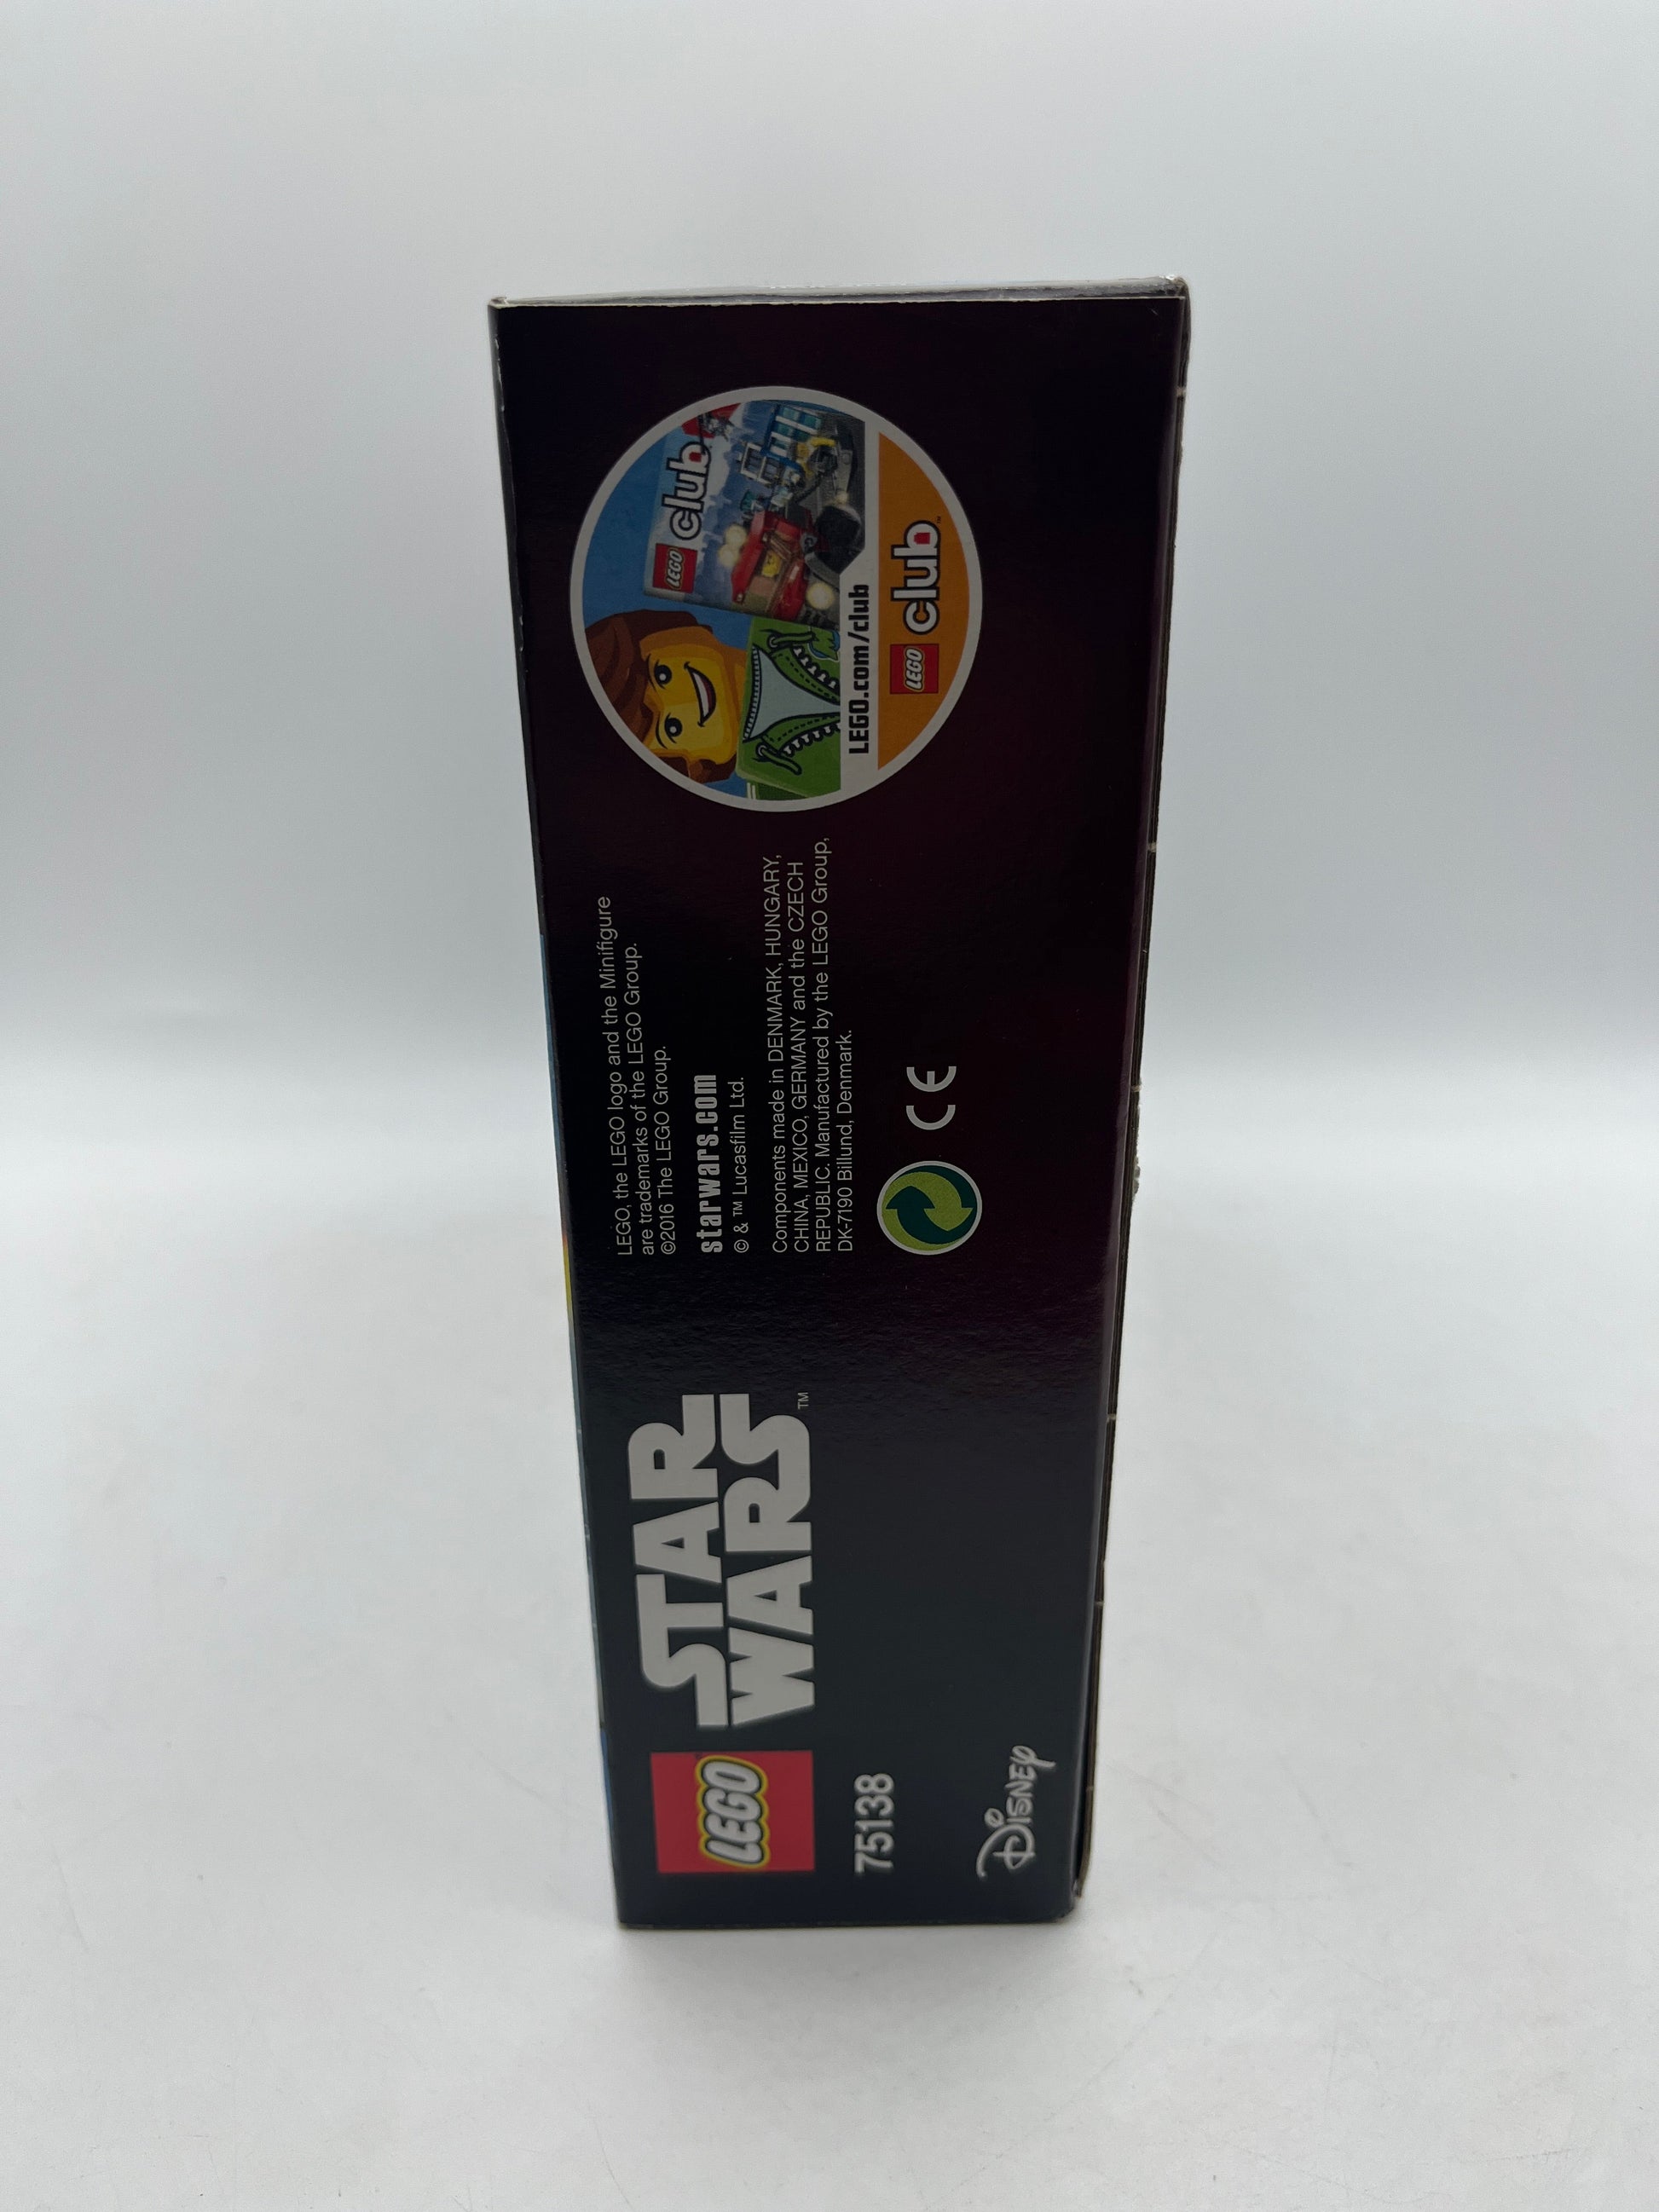 LEGO
STAR
WARS™
75138
Disney
LEGO, the LEGO logo and the Minifigure
are trademarks of the LEGO Group.
©2016 The LEGO Group.
starwars.com
© & ™ Lucasfilm Ltd.
Components made in DENMARK, HUNGARY,
CHINA, MEXICO, GERMANY and the CZECH
REPUBLIC. Manufactured by the LEGO Group,
DK-7190 Billund, Denmark.
CE
LEGO club
LEGO.com/club
LEGO club™